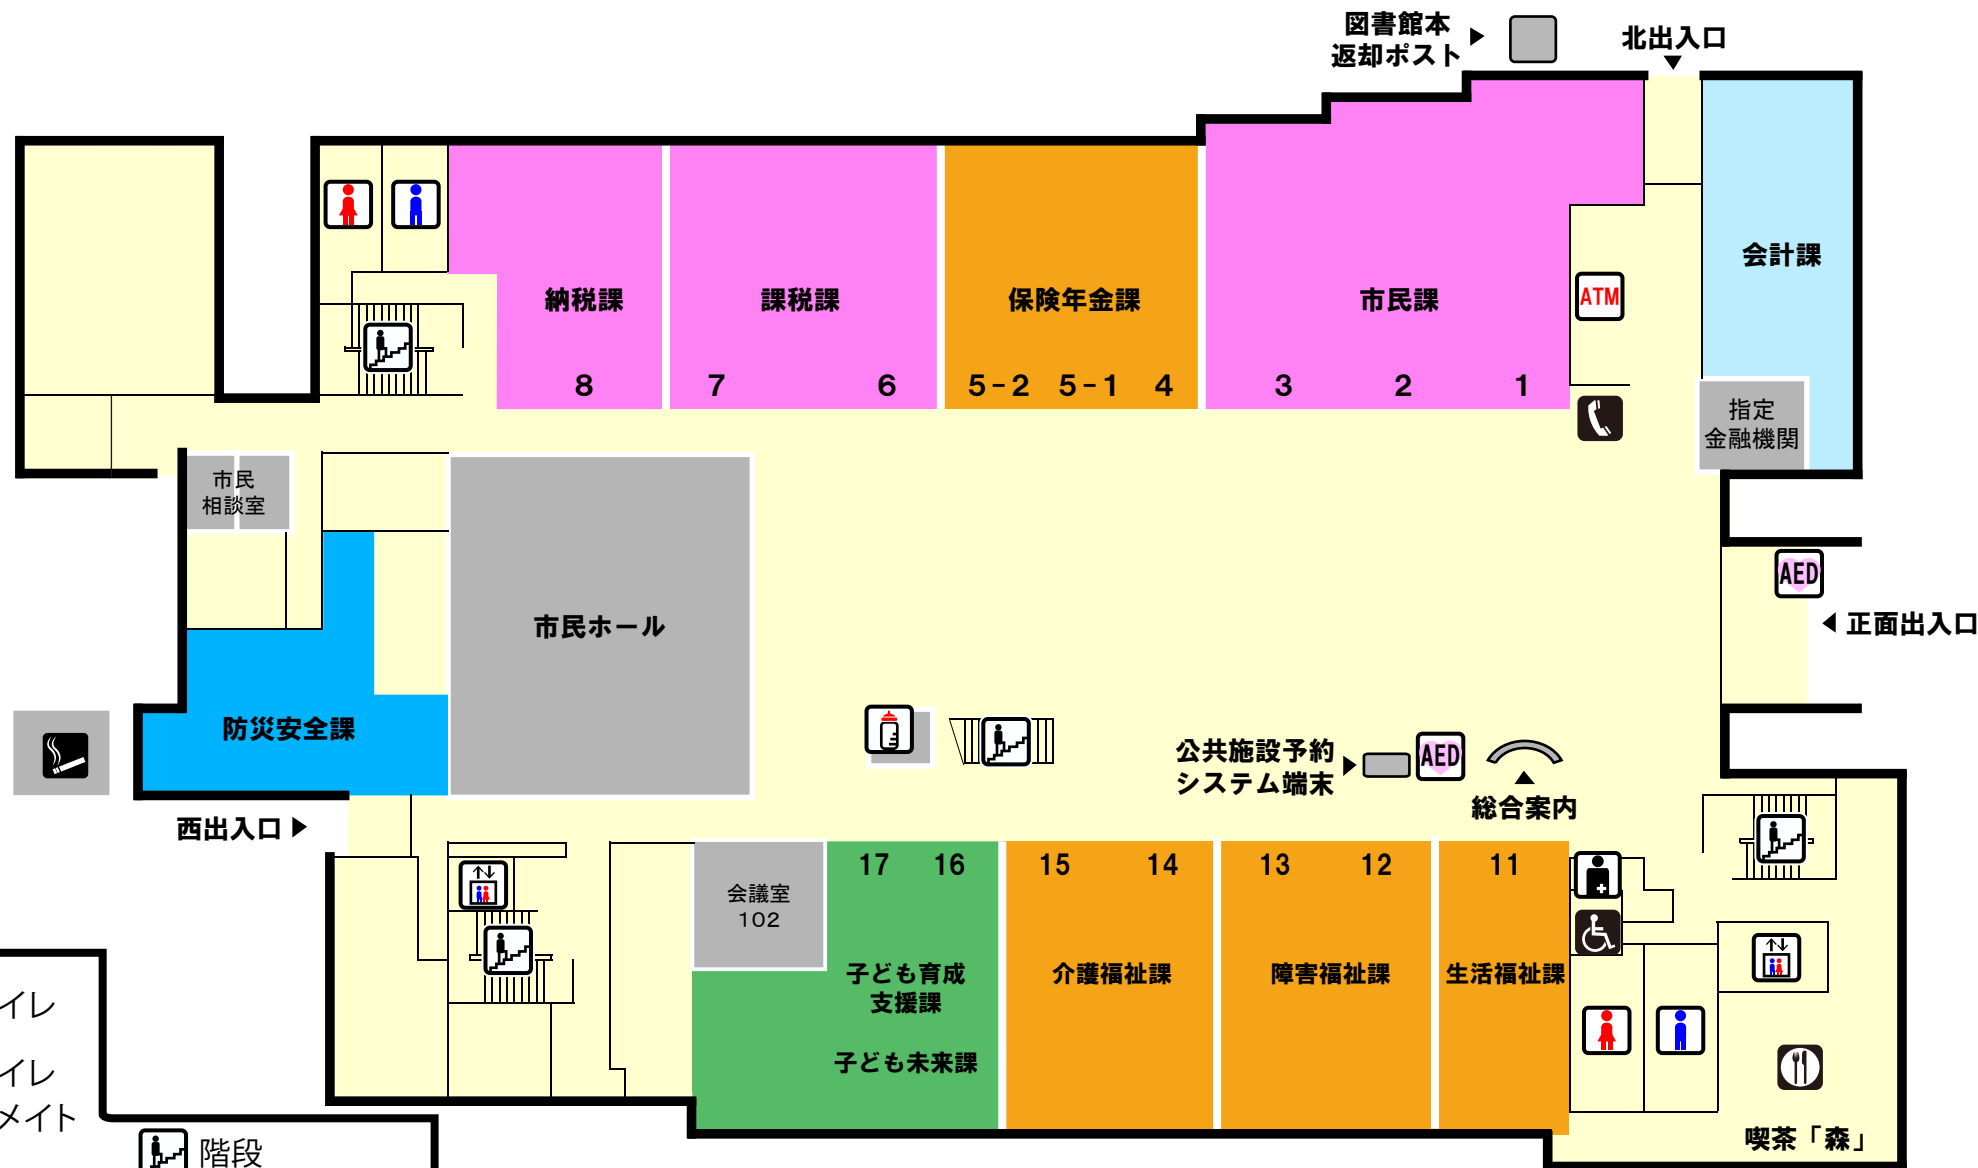 図書館本
返却ポスト
北出入口
会計課
納税課
課税課
保険年金課
市民課
ATM
8
7
6
5-2
5-1
4
3
2
1
指定
金融機関
市民
相談室
市民ホール
AED
正面出入口
防災安全課
公共施設予約
システム端末
AED
総合案内
西出入口
会議室
102
17
16
15
14
13
12
11
子ども育成
支援課
子ども未来課
介護福祉課
障害福祉課
生活福祉課
喫茶「森」
イレ
イレ
メイト
階段